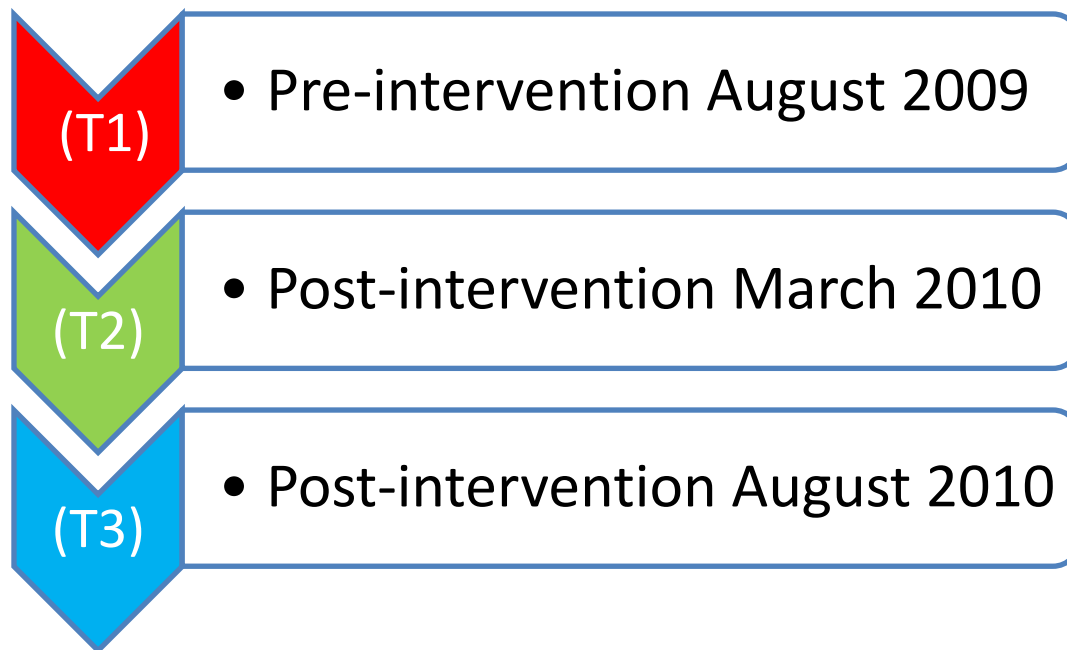 (T1)
• Pre-intervention August 2009
(T2)
• Post-intervention March 2010
(T3)
• Post-intervention August 2010